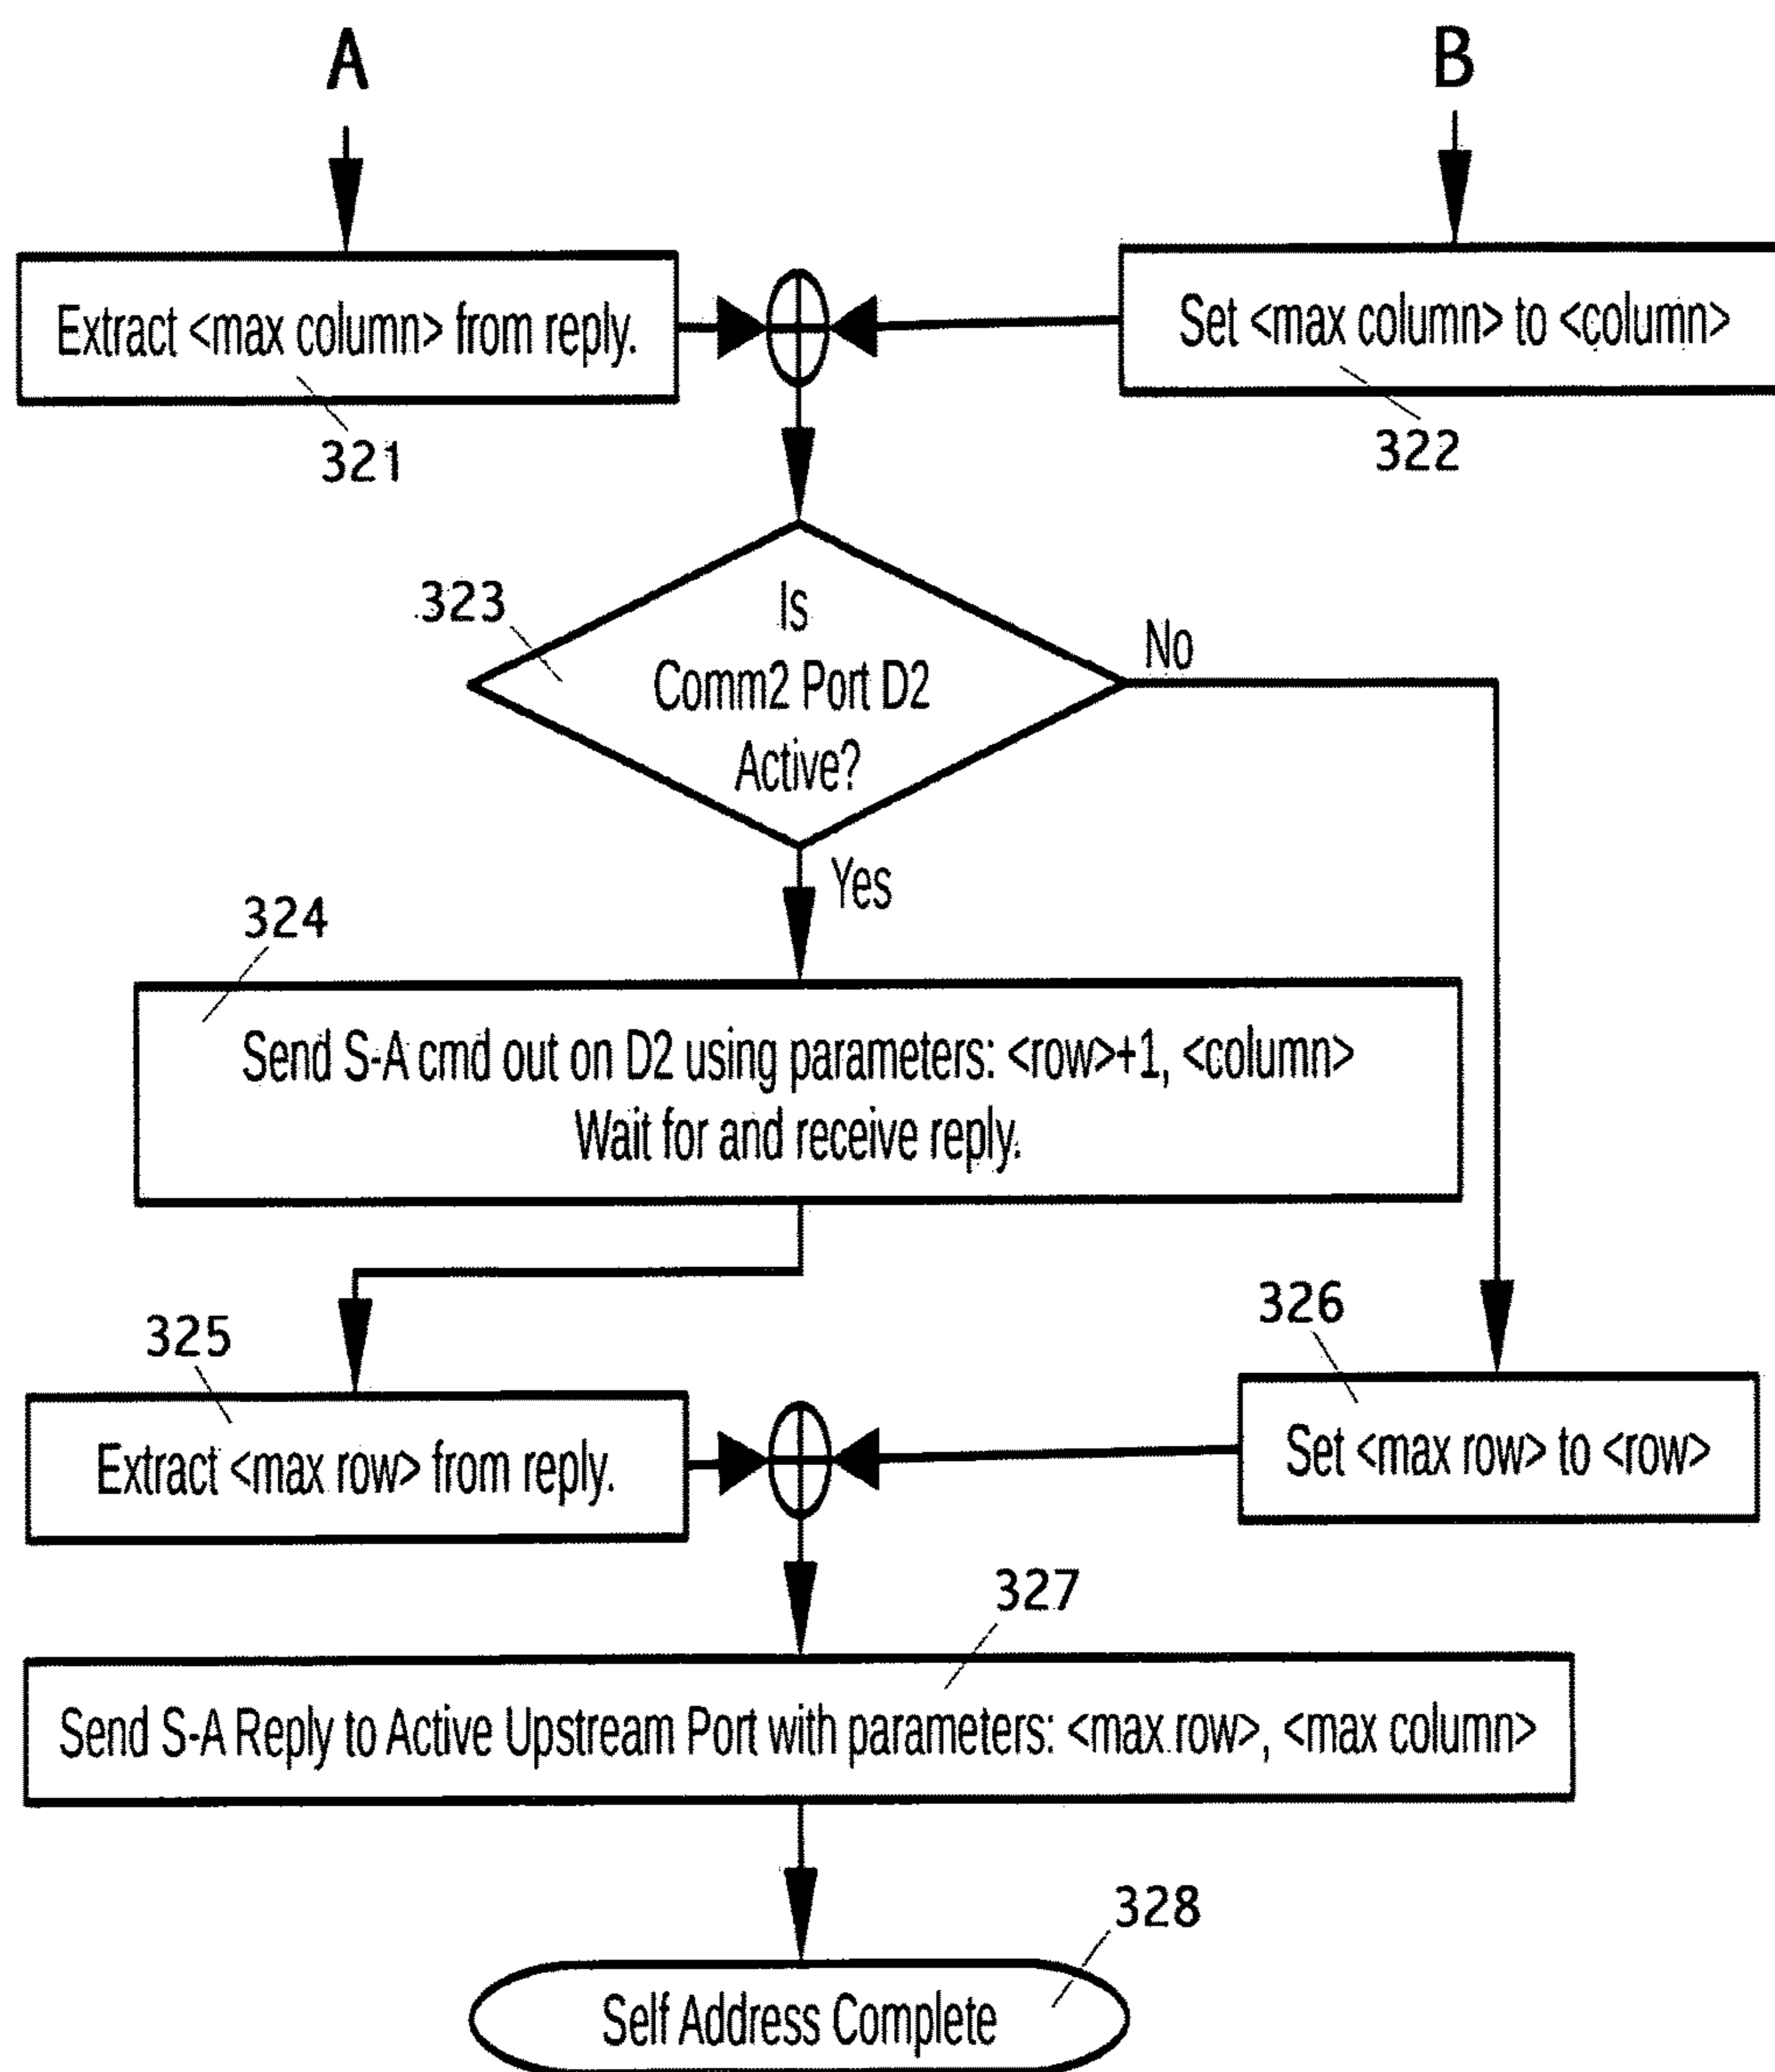 A
B
Extract <max column> from reply.
Set <max column> to <column>
321
322
323
Is
Comm2 Port D2
Active?
No
Yes
324
Send S-A cmd out on D2 using parameters: <row>+1, <column>
Wait for and receive reply.
325
326
Extract <max row> from reply.
Set <max row> to <row>
327
Send S-A Reply to Active Upstream Port with parameters: <max row>, <max column>
328
Self Address Complete